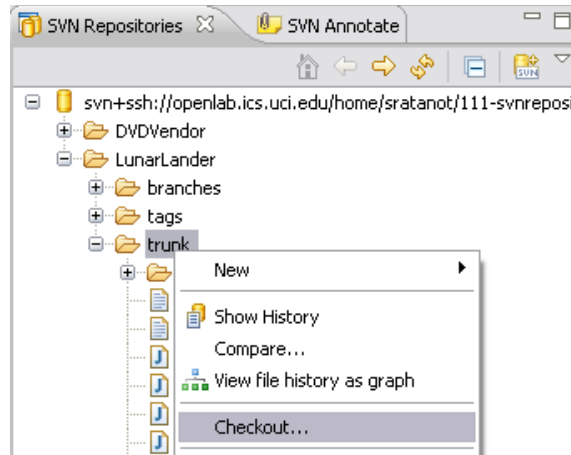 SVN Repositories
SVN Annotate
SVN
svn+ssh://openlab.ics.uci.edu/home/sratanot/111-svnreposi
DVDVendor
LunarLander
branches
tags
trunk
New
Show History
Compare...
View file history as graph
Checkout...